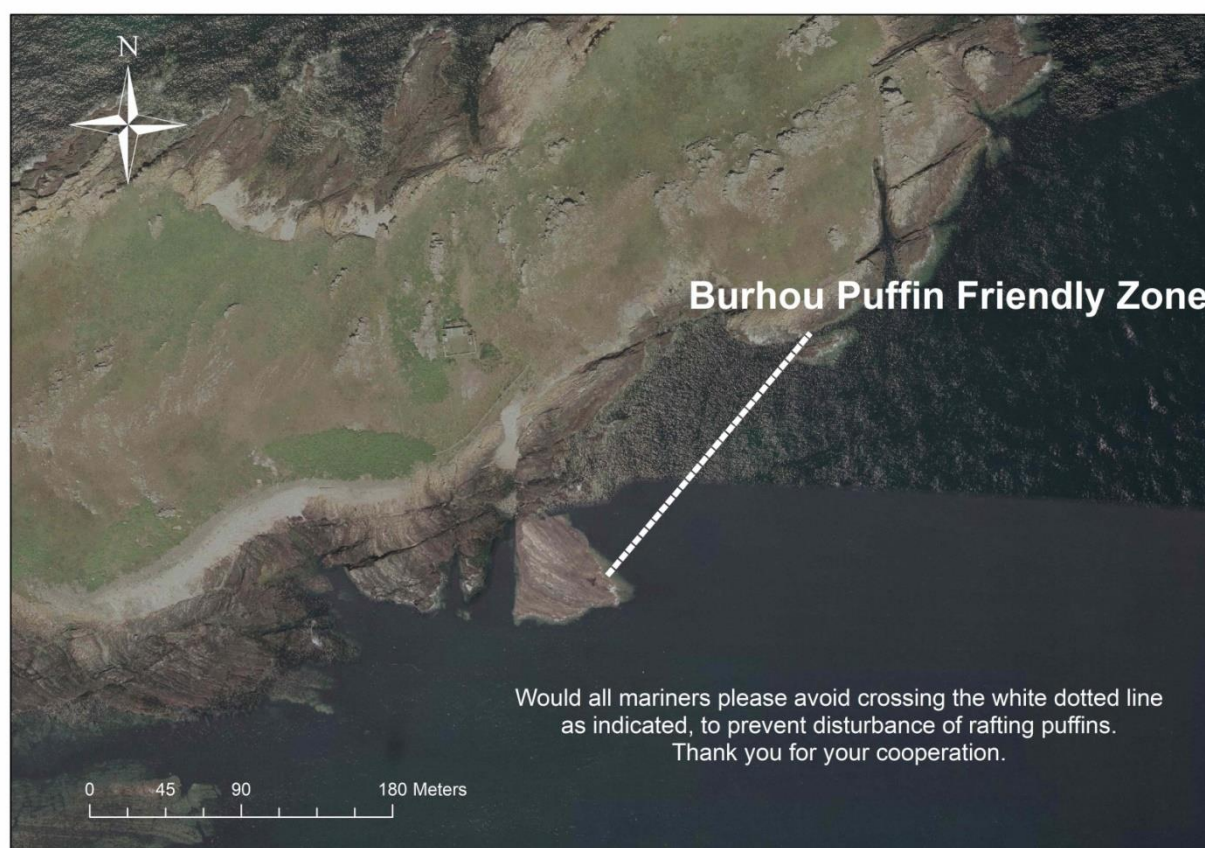 N
Burhou Puffin Friendly Zone
Would all mariners please avoid crossing the white dotted line
as indicated, to prevent disturbance of rafting puffins.
Thank you for your cooperation.
0 45 90 180 Meters